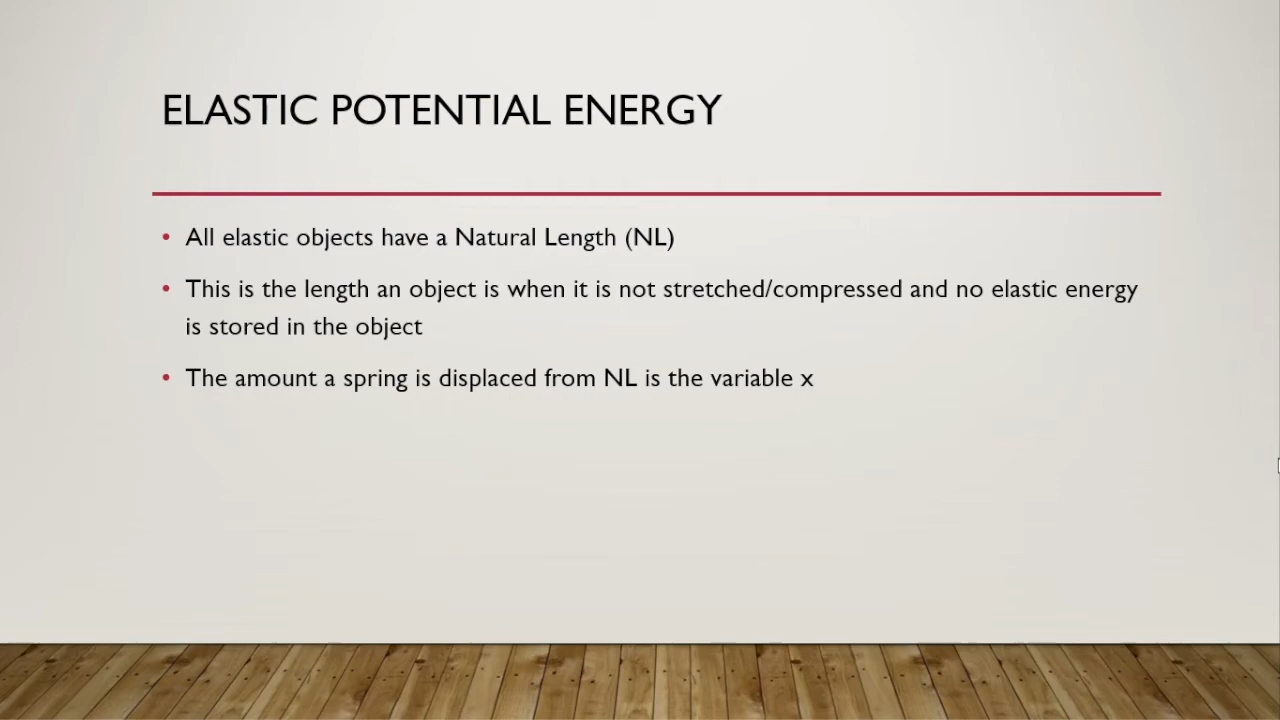 ELASTIC POTENTIAL ENERGY
• All elastic objects have a Natural Length (NL)
• This is the length an object is when it is not stretched/compressed and no elastic energy
is stored in the object
• The amount a spring is displaced from NL is the variable x